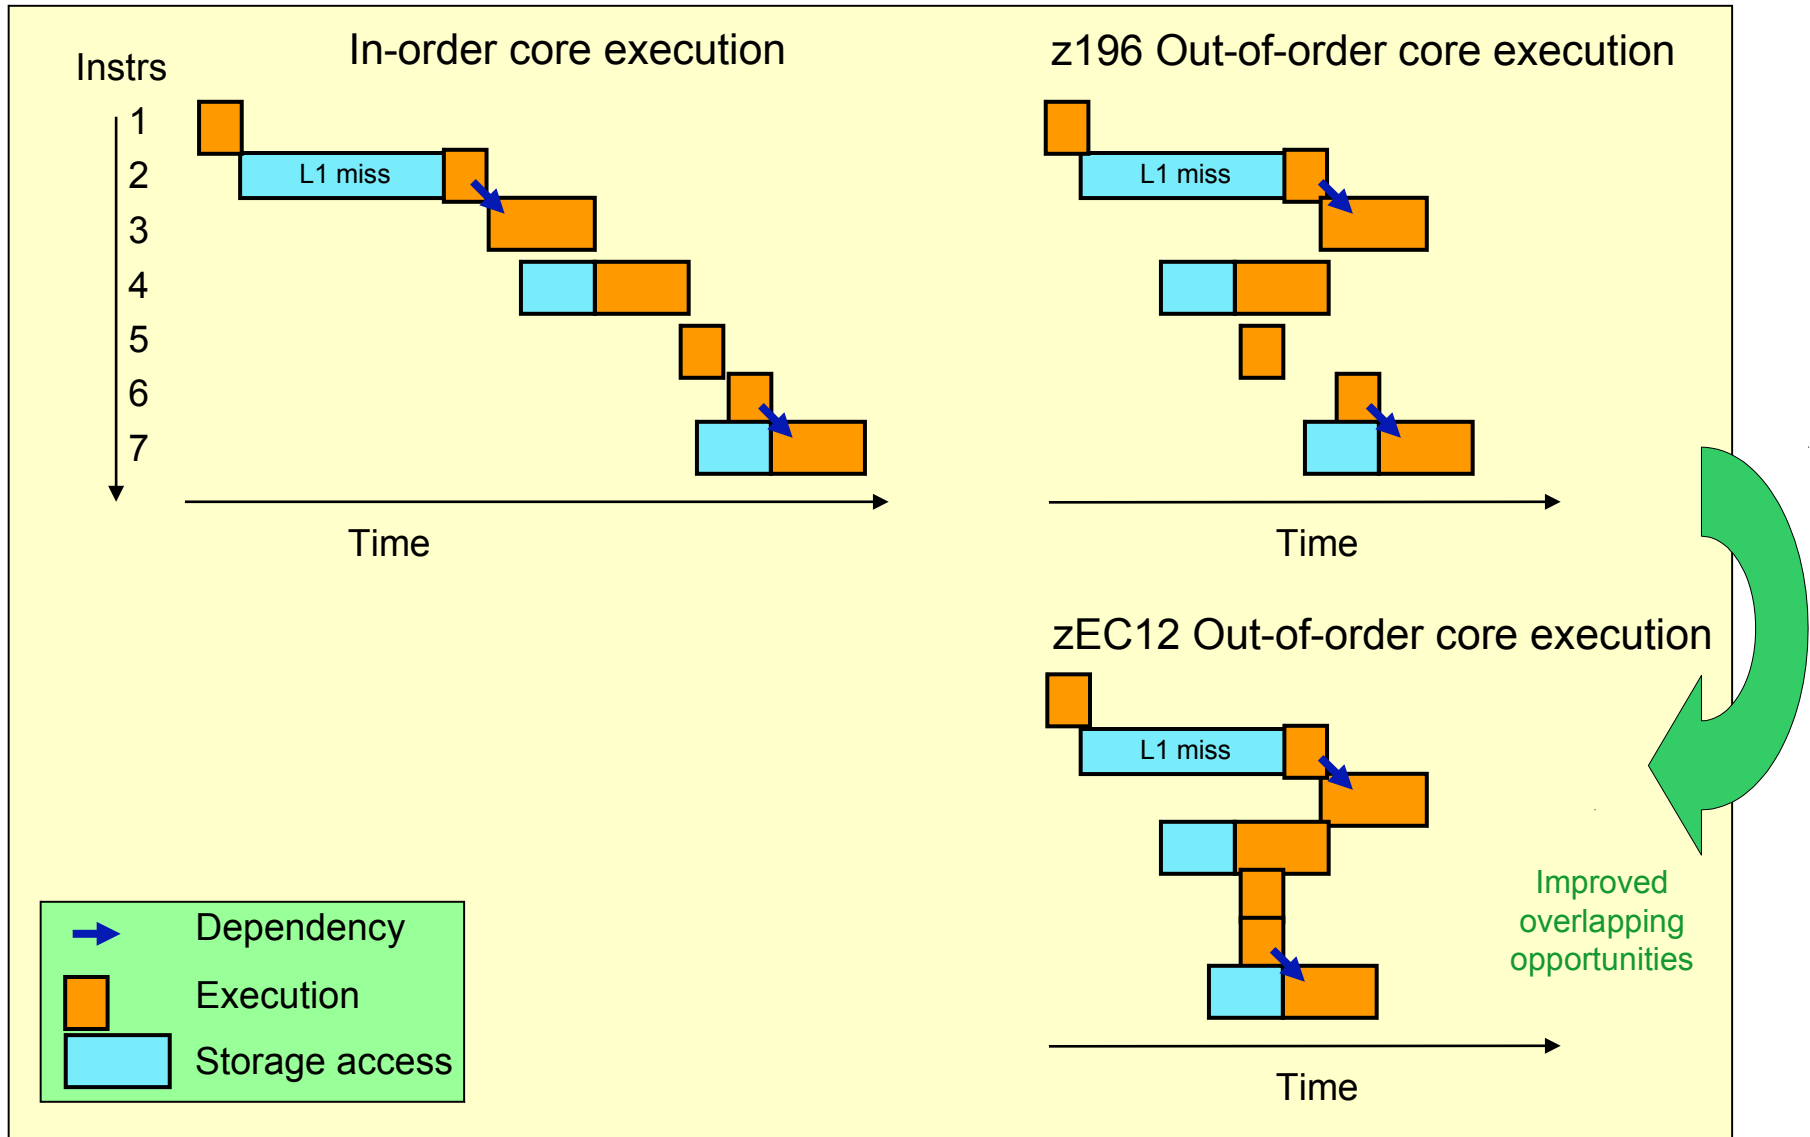 In-order core execution
z196 Out-of-order core execution
Instrs
1
2
3
4
5
6
7
L1 miss
L1 miss
Time
Time
zEC12 Out-of-order core execution
L1 miss
Improved
overlapping
opportunities
Time
Dependency
Execution
Storage access